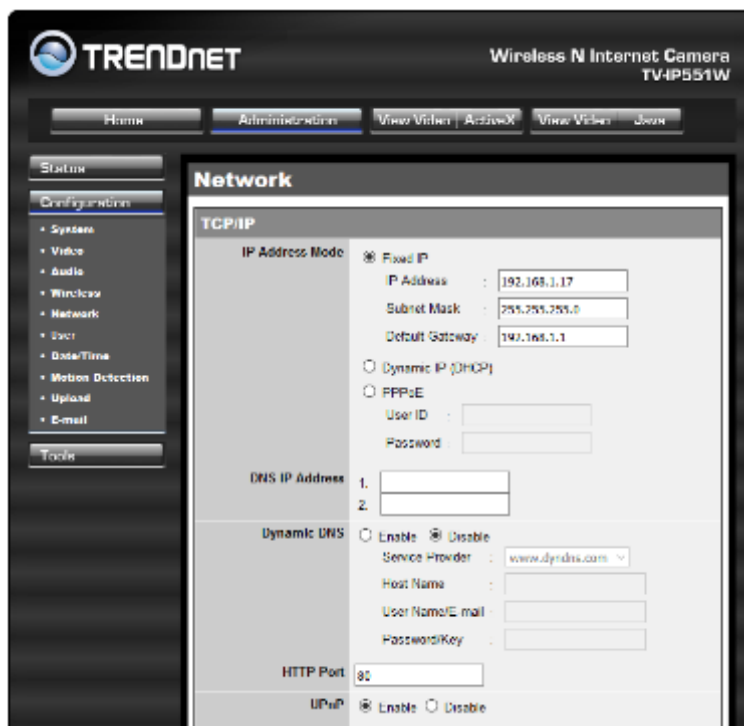 TRENDNET
Wireless N Internet Camera
TV-IP551W
Home Administration View Video | ActiveX View Video Java
Status
Configuration
• System
• Video
• Audio
• Wireless
• Network
• User
• Date/Time
• Motion Detection
• Upload
• E-mail
Tools
Network
TCP/IP
IP Address Mode Fixed IP
IP Address : 192.168.1.17
Subnet Mask : 255.255.255.0
Default Gateway : 192.168.1.1
Dynamic IP (DHCP)
PPPoE
User ID :
Password :
DNS IP Address 1.
2.
Dynamic DNS Enable Disable
Service Provider : www.dyndns.com
Host Name :
User Name/E-mail :
Password/Key :
HTTP Port 80
UPnP Enable Disable